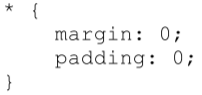 * {
    margin: 0;
    padding: 0;
}